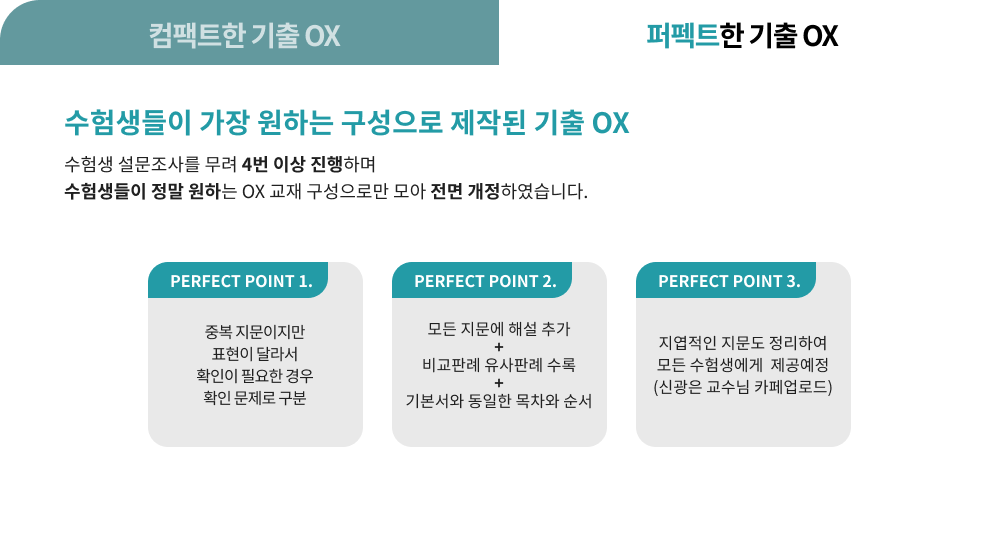 컴팩트한 기출 OX
퍼펙트한 기출 OX
수험생들이 가장 원하는 구성으로 제작된 기출 OX
수험생 설문조사를 무려 4번 이상 진행하며
수험생들이 정말 원하는 OX 교재 구성으로만 모아 전면 개정하였습니다.
PERFECT POINT 1.
중복 지문이지만
표현이 달라서
확인이 필요한 경우
확인 문제로 구분
PERFECT POINT 2.
모든 지문에 해설 추가
+
비교판례 유사판례 수록
+
기본서와 동일한 목차와 순서
PERFECT POINT 3.
지엽적인 지문도 정리하여
모든 수험생에게 제공예정
(신광은 교수님 카페업로드)